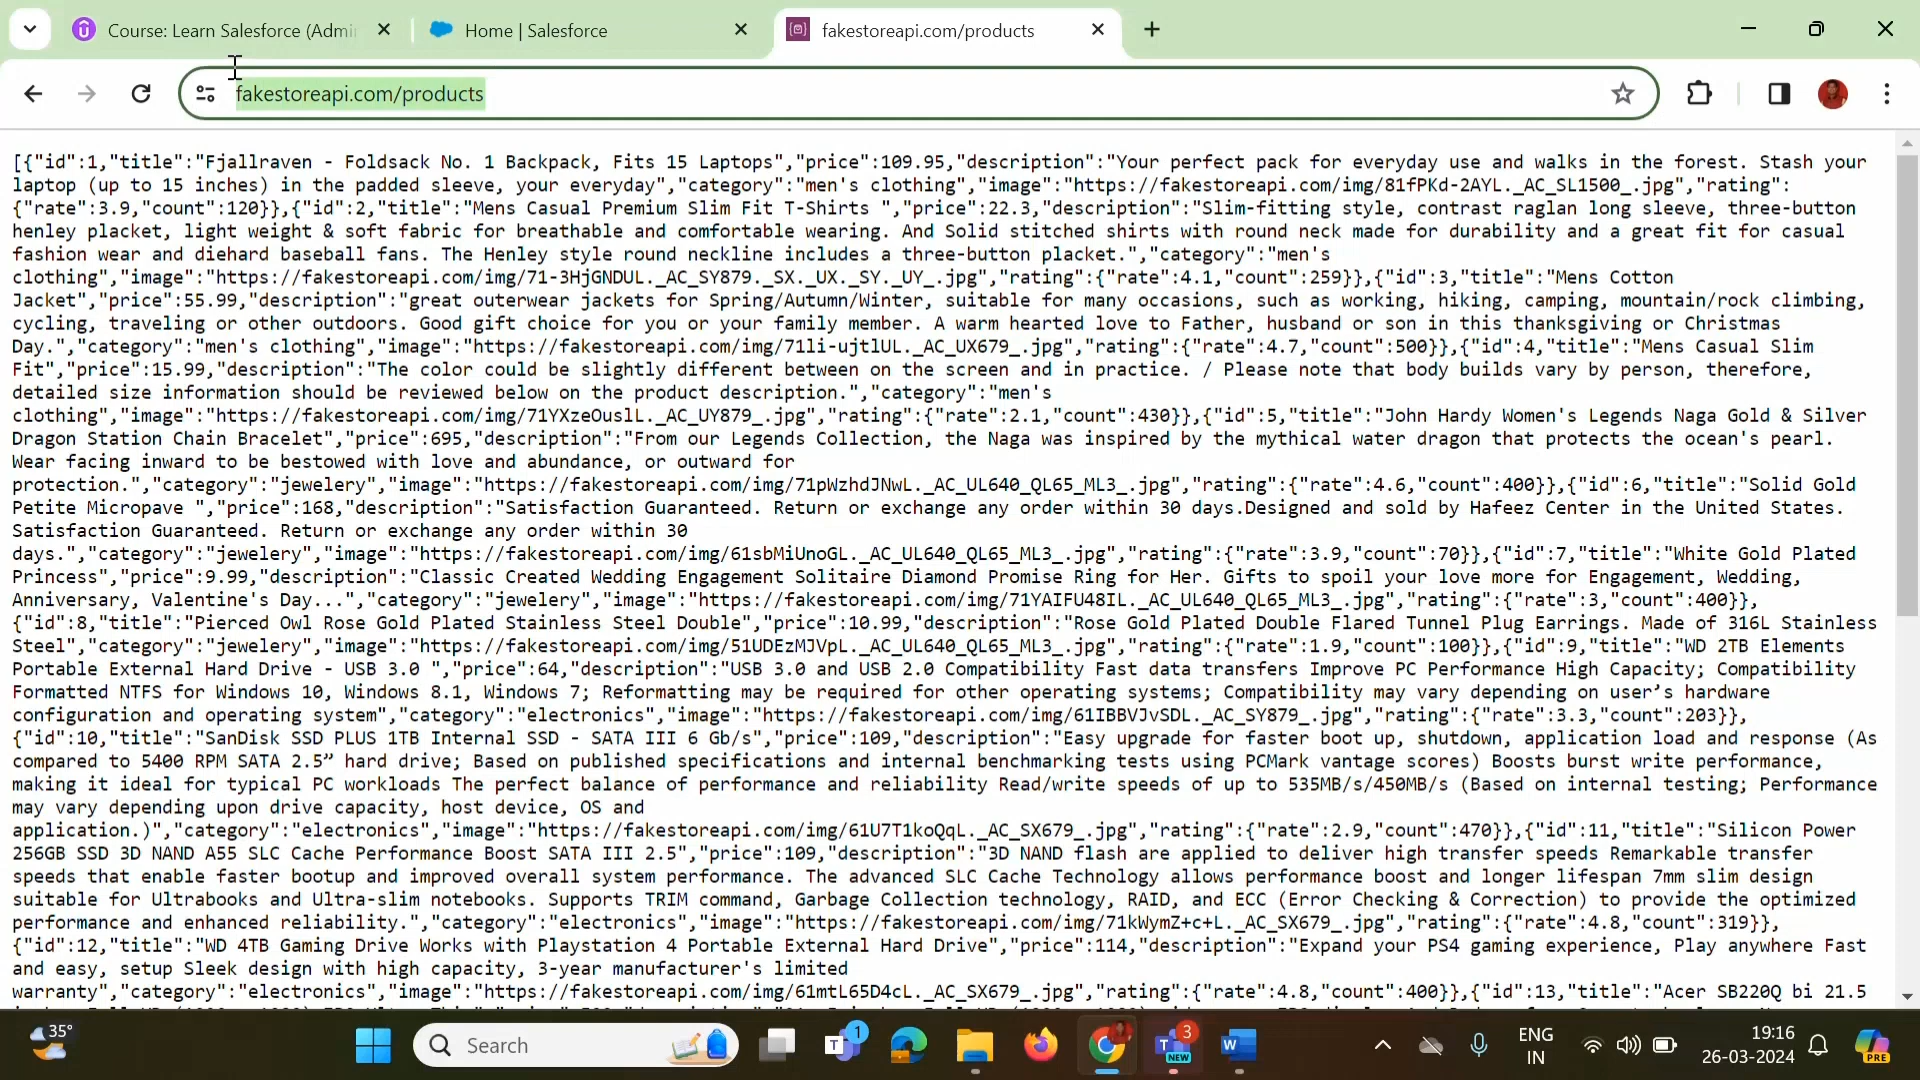 Course: Learn Salesforce (Admi
Home | Salesforce
fakestoreapi.com/products
fakestoreapi.com/products
[{"id":1,"title":"Fjallraven - Foldsack No. 1 Backpack, Fits 15 Laptops","price":109.95,"description":"Your perfect pack for everyday use and walks in the forest. Stash your
laptop (up to 15 inches) in the padded sleeve, your everyday","category":"men's clothing","image":"https://fakestoreapi.com/img/81fPKd-2AYL._AC_SL1500_.jpg","rating":
{"rate":3.9,"count":120}},{"id":2,"title":"Mens Casual Premium Slim Fit T-Shirts ","price":22.3,"description":"Slim-fitting style, contrast raglan long sleeve, three-button
henley placket, light weight & soft fabric for breathable and comfortable wearing. And Solid stitched shirts with round neck made for durability and a great fit for casual
fashion wear and diehard baseball fans. The Henley style round neckline includes a three-button placket.","category":"men's
clothing","image":"https://fakestoreapi.com/img/71-3HjGNDUL._AC_SY879._SX._UX._SY._UY_.jpg","rating":{"rate":4.1,"count":259}},{"id":3,"title":"Mens Cotton
Jacket","price":55.99,"description":"great outerwear jackets for Spring/Autumn/Winter, suitable for many occasions, such as working, hiking, camping, mountain/rock climbing,
cycling, traveling or other outdoors. Good gift choice for you or your family member. A warm hearted love to Father, husband or son in this thanksgiving or Christmas
Day.","category":"men's clothing","image":"https://fakestoreapi.com/img/71li-ujtlUL._AC_UX679_.jpg","rating":{"rate":4.7,"count":500}},{"id":4,"title":"Mens Casual Slim
Fit","price":15.99,"description":"The color could be slightly different between on the screen and in practice. / Please note that body builds vary by person, therefore,
detailed size information should be reviewed below on the product description.","category":"men's
clothing","image":"https://fakestoreapi.com/img/71YXzeOuslL._AC_UY879_.jpg","rating":{"rate":2.1,"count":430}},{"id":5,"title":"John Hardy Women's Legends Naga Gold & Silver
Dragon Station Chain Bracelet","price":695,"description":"From our Legends Collection, the Naga was inspired by the mythical water dragon that protects the ocean's pearl.
Wear facing inward to be bestowed with love and abundance, or outward for
protection.","category":"jewelery","image":"https://fakestoreapi.com/img/71pWzhdJNwL._AC_UL640_QL65_ML3_.jpg","rating":{"rate":4.6,"count":400}},{"id":6,"title":"Solid Gold
Petite Micropave ","price":168,"description":"Satisfaction Guaranteed. Return or exchange any order within 30 days.Designed and sold by Hafeez Center in the United States.
Satisfaction Guaranteed. Return or exchange any order within 30
days.","category":"jewelery","image":"https://fakestoreapi.com/img/61sbMiUnoGL._AC_UL640_QL65_ML3_.jpg","rating":{"rate":3.9,"count":70}},{"id":7,"title":"White Gold Plated
Princess","price":9.99,"description":"Classic Created Wedding Engagement Solitaire Diamond Promise Ring for Her. Gifts to spoil your love more for Engagement, Wedding,
Anniversary, Valentine's Day...","category":"jewelery","image":"https://fakestoreapi.com/img/71YAIFU48IL._AC_UL640_QL65_ML3_.jpg","rating":{"rate":3,"count":400}},
{"id":8,"title":"Pierced Owl Rose Gold Plated Stainless Steel Double","price":10.99,"description":"Rose Gold Plated Double Flared Tunnel Plug Earrings. Made of 316L Stainless
Steel","category":"jewelery","image":"https://fakestoreapi.com/img/51UDEzMJVpL._AC_UL640_QL65_ML3_.jpg","rating":{"rate":1.9,"count":100}},{"id":9,"title":"WD 2TB Elements
Portable External Hard Drive - USB 3.0 ","price":64,"description":"USB 3.0 and USB 2.0 Compatibility Fast data transfers Improve PC Performance High Capacity; Compatibility
Formatted NTFS for Windows 10, Windows 8.1, Windows 7; Reformatting may be required for other operating systems; Compatibility may vary depending on user’s hardware
configuration and operating system","category":"electronics","image":"https://fakestoreapi.com/img/61IBBVJvSDL._AC_SY879_.jpg","rating":{"rate":3.3,"count":203}},
{"id":10,"title":"SanDisk SSD PLUS 1TB Internal SSD - SATA III 6 Gb/s","price":109,"description":"Easy upgrade for faster boot up, shutdown, application load and response (As
compared to 5400 RPM SATA 2.5” hard drive; Based on published specifications and internal benchmarking tests using PCMark vantage scores) Boosts burst write performance,
making it ideal for typical PC workloads The perfect balance of performance and reliability Read/write speeds of up to 535MB/s/450MB/s (Based on internal testing; Performance
may vary depending upon drive capacity, host device, OS and
application.)","category":"electronics","image":"https://fakestoreapi.com/img/61U7T1koQqL._AC_SX679_.jpg","rating":{"rate":2.9,"count":470}},{"id":11,"title":"Silicon Power
256GB SSD 3D NAND A55 SLC Cache Performance Boost SATA III 2.5","price":109,"description":"3D NAND flash are applied to deliver high transfer speeds Remarkable transfer
speeds that enable faster bootup and improved overall system performance. The advanced SLC Cache Technology allows performance boost and longer lifespan 7mm slim design
suitable for Ultrabooks and Ultra-slim notebooks. Supports TRIM command, Garbage Collection technology, RAID, and ECC (Error Checking & Correction) to provide the optimized
performance and enhanced reliability.","category":"electronics","image":"https://fakestoreapi.com/img/71kWymZ+c+L._AC_SX679_.jpg","rating":{"rate":4.8,"count":319}},
{"id":12,"title":"WD 4TB Gaming Drive Works with Playstation 4 Portable External Hard Drive","price":114,"description":"Expand your PS4 gaming experience, Play anywhere Fast
and easy, setup Sleek design with high capacity, 3-year manufacturer's limited
warranty","category":"electronics","image":"https://fakestoreapi.com/img/61mtL65D4cL._AC_SX679_.jpg","rating":{"rate":4.8,"count":400}},{"id":13,"title":"Acer SB220Q bi 21.5
35°
Search
1
3
NEW
ENG
IN
19:16
26-03-2024
PRE